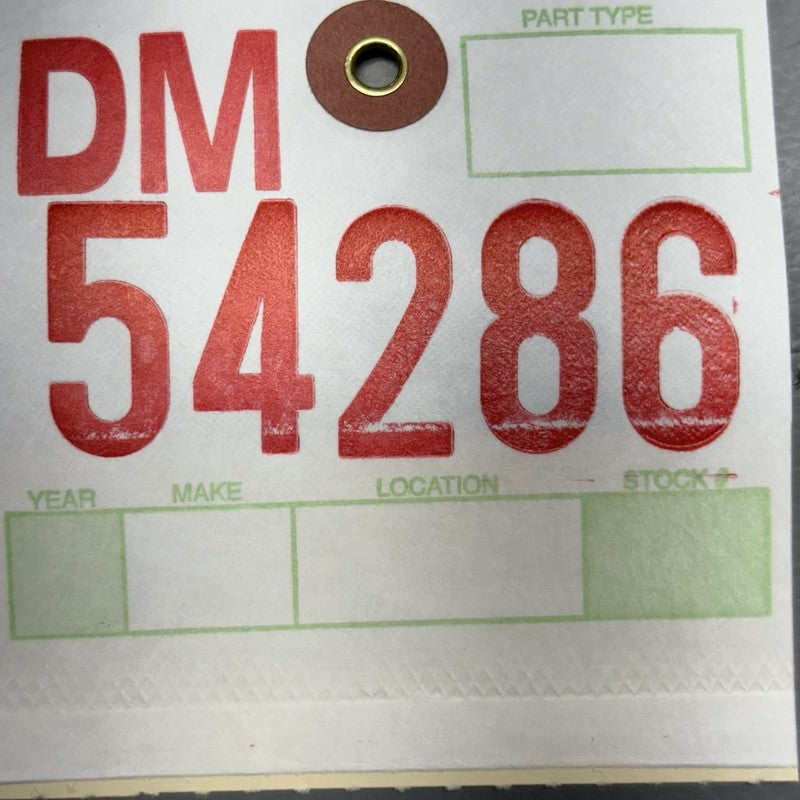 PART TYPE
DM
54286
YEAR MAKE LOCATION STOCK #